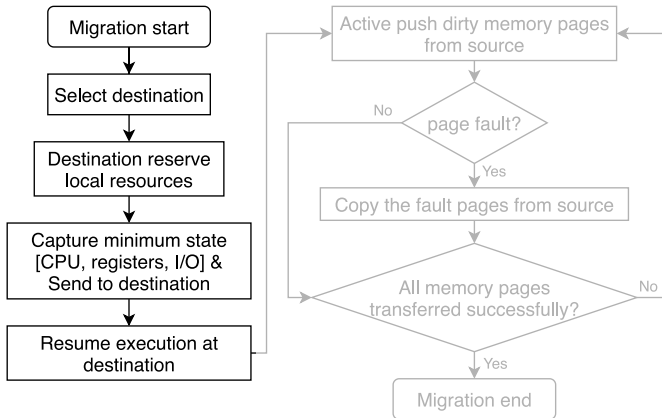 Migration start
Select destination
Destination reserve
local resources
Capture minimum state
[CPU, registers, I/O] &
Send to destination
Resume execution at
destination
Active push dirty memory pages
from source
No
page fault?
Yes
Copy the fault pages from source
All memory pages
transferred successfully?
No
Yes
Migration end